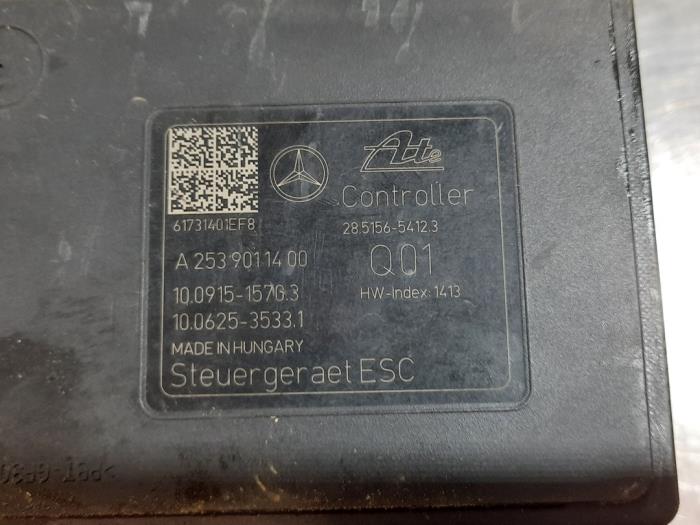 Ate
Controller
61731401EF8
28.5156-5412.3
A 253 901 14 00
Q01
10.0915-1570.3
HW-Index: 1413
10.0625-3533.1
MADE IN HUNGARY
Steuergeraet ESC